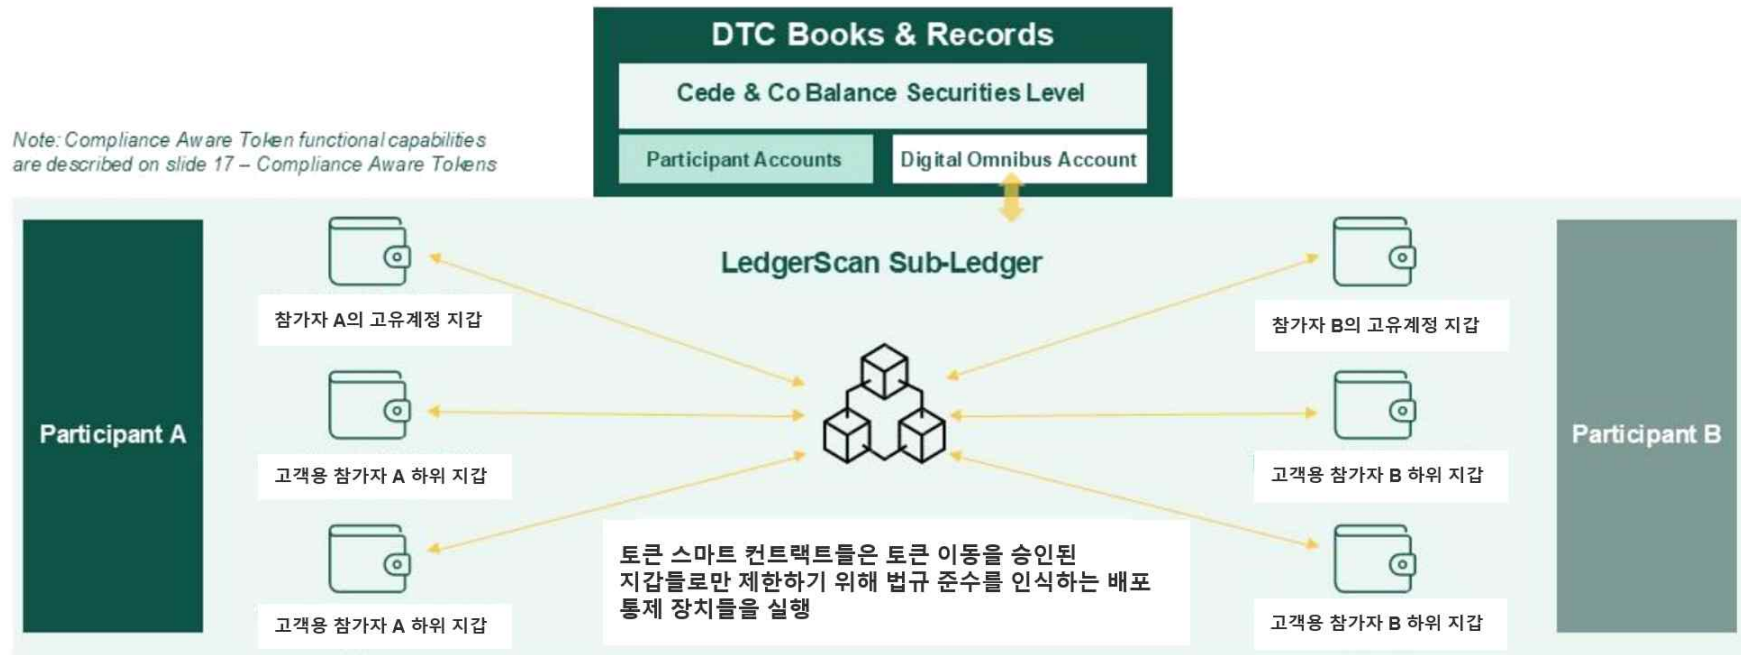 DTC Books & Records
Cede & Co Balance Securities Level
Participant Accounts
Digital Omnibus Account
Note: Compliance Aware Token functional capabilities
are described on slide 17 – Compliance Aware Tokens
LedgerScan Sub-Ledger
Participant A
참가자 A의 고유계정 지갑
고객용 참가자 A 하위 지갑
고객용 참가자 A 하위 지갑
토큰 스마트 컨트랙트들은 토큰 이동을 승인된
지갑들로만 제한하기 위해 법규 준수를 인식하는 배포
통제 장치들을 실행
참가자 B의 고유계정 지갑
고객용 참가자 B 하위 지갑
고객용 참가자 B 하위 지갑
Participant B